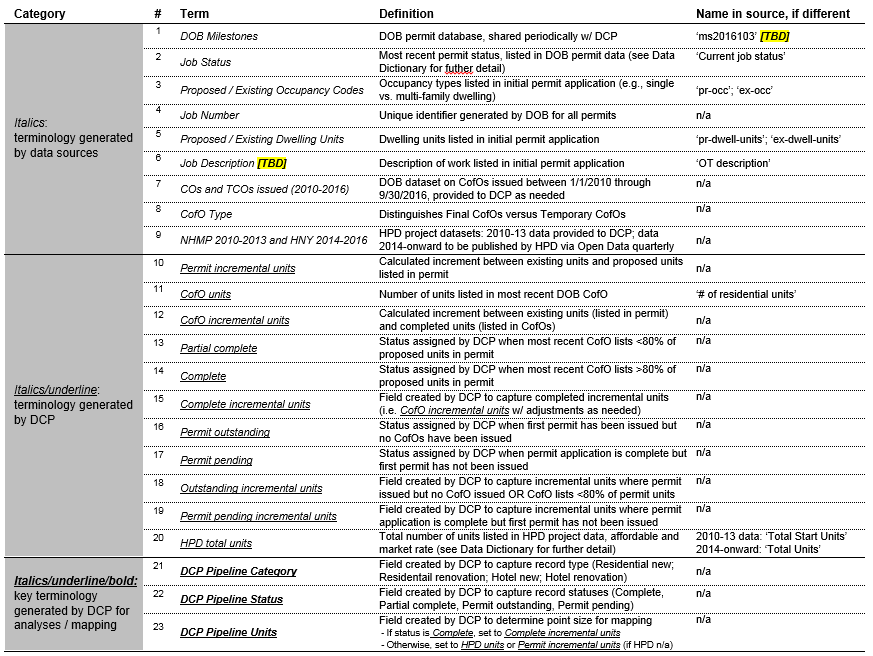 Category # Term Definition Name in source, if different
Italics:
terminology generated
by data sources
1 DOB Milestones DOB permit database, shared periodically w/ DCP ‘ms2016103’ [TBD]
2 Job Status Most recent permit status, listed in DOB permit data (see Data
Dictionary for futher detail) ‘Current job status’
3 Proposed / Existing Occupancy Codes Occupancy types listed in initial permit application (e.g., single
vs. multi-family dwelling) ‘pr-occ’; ‘ex-occ’
4 Job Number Unique identifier generated by DOB for all permits n/a
5 Proposed / Existing Dwelling Units Dwelling units listed in initial permit application ‘pr-dwell-units’; ‘ex-dwell-units’
6 Job Description [TBD] Description of work listed in initial permit application ‘OT description’
7 COs and TCOs issued (2010-2016) DOB dataset on CofOs issued between 1/1/2010 through
9/30/2016, provided to DCP as needed n/a
8 CofO Type Distinguishes Final CofOs versus Temporary CofOs n/a
9 NHMP 2010-2013 and HNY 2014-2016 HPD project datasets: 2010-13 data provided to DCP; data
2014-onward to be published by HPD via Open Data quarterly n/a
Italics/underline:
terminology generated
by DCP
10 Permit incremental units Calculated increment between existing units and proposed units
listed in permit n/a
11 CofO units Number of units listed in most recent DOB CofO ‘# of residential units’
12 CofO incremental units Calculated increment between existing units (listed in permit)
and completed units (listed in CofOs) n/a
13 Partial complete Status assigned by DCP when most recent CofO lists <80% of
proposed units in permit n/a
14 Complete Status assigned by DCP when most recent CofO lists >80% of
proposed units in permit n/a
15 Complete incremental units Field created by DCP to capture completed incremental units
(i.e. CofO incremental units w/ adjustments as needed) n/a
16 Permit outstanding Status assigned by DCP when first permit has been issued but
no CofOs have been issued n/a
17 Permit pending Status assigned by DCP when permit application is complete but
first permit has not been issued n/a
18 Outstanding incremental units Field created by DCP to capture incremental units where permit
issued but no CofO issued OR CofO lists <80% of permit units n/a
19 Permit pending incremental units Field created by DCP to capture incremental units where permit
application is complete but first permit has not been issued n/a
20 HPD total units Total number of units listed in HPD project data, affordable and
market rate (see Data Dictionary for further detail) 2010-13 data: ‘Total Start Units’
2014-onward: ‘Total Units’
Italics/underline/bold:
key terminology
generated by DCP for
analyses / mapping
21 DCP Pipeline Category Field created by DCP to capture record type (Residential new;
Residentail renovation; Hotel new; Hotel renovation) n/a
22 DCP Pipeline Status Field created by DCP to capture record statuses (Complete,
Partial complete, Permit outstanding, Permit pending) n/a
23 DCP Pipeline Units Field created by DCP to determine point size for mapping n/a
- If status is Complete, set to Complete incremental units
- Otherwise, set to HPD units or Permit incremental units (if HPD n/a)